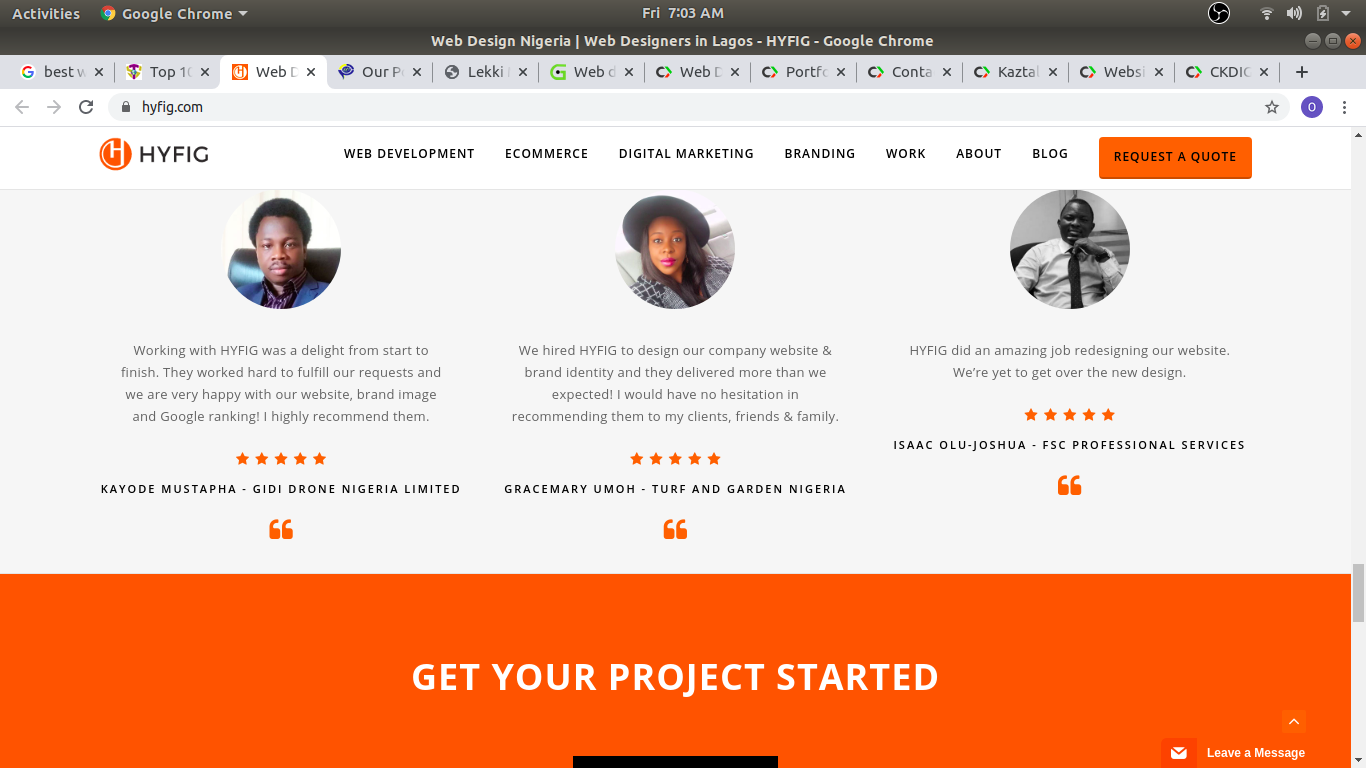 Activities Google Chrome Fri 7:03 AM
Web Design Nigeria | Web Designers in Lagos - HYFIG - Google Chrome
best w Top 10 Web D Our Po Lekki Web d Web D Portfo Conta Kaztal Websi CKDIC
hyfig.com O
HYFIG WEB DEVELOPMENT ECOMMERCE DIGITAL MARKETING BRANDING WORK ABOUT BLOG REQUEST A QUOTE
Working with HYFIG was a delight from start to
finish. They worked hard to fulfill our requests and
we are very happy with our website, brand image
and Google ranking! I highly recommend them.
KAYODE MUSTAPHA - GIDI DRONE NIGERIA LIMITED
We hired HYFIG to design our company website &
brand identity and they delivered more than we
expected! I would have no hesitation in
recommending them to my clients, friends & family.
GRACEMARY UMOH - TURF AND GARDEN NIGERIA
HYFIG did an amazing job redesigning our website.
We’re yet to get over the new design.
ISAAC OLU-JOSHUA - FSC PROFESSIONAL SERVICES
GET YOUR PROJECT STARTED
Leave a Message